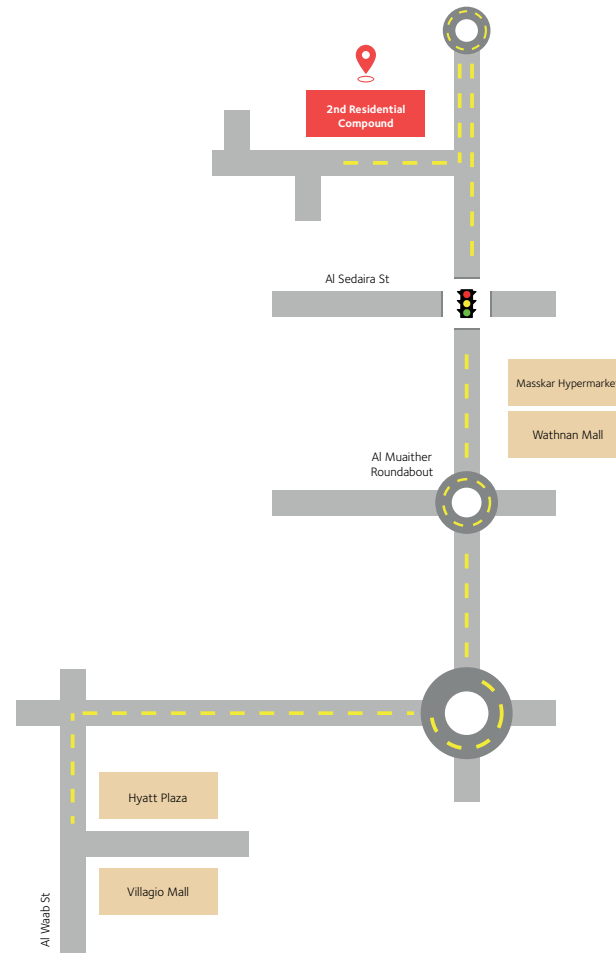 2nd Residential
Compound
Al Sedaira St
Masskar Hypermarket
Wathnan Mall
Al Muaither
Roundabout
Hyatt Plaza
Villagio Mall
Al Waab St